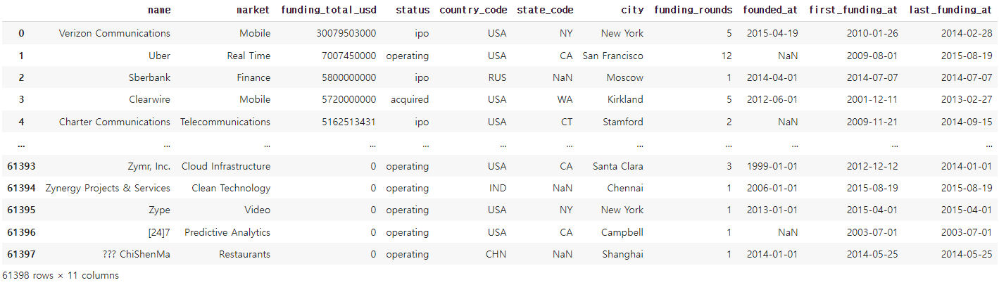 name market funding_total_usd status country_code state_code city funding_rounds founded_at first_funding_at last_funding_at
0 Verizon Communications Mobile 30079503000 ipo USA NY New York 5 2015-04-19 2010-01-26 2014-02-28
1 Uber Real Time 7007450000 operating USA CA San Francisco 12 NaN 2009-08-01 2015-08-19
2 Sberbank Finance 5800000000 ipo RUS NaN Moscow 1 2014-04-01 2014-07-07 2014-07-07
3 Clearwire Mobile 5720000000 acquired USA WA Kirkland 5 2012-06-01 2001-12-11 2013-02-27
4 Charter Communications Telecommunications 5162513431 ipo USA CT Stamford 2 NaN 2009-11-21 2014-09-15
... ... ... ... ... ... ... ... ... ... ... ...
61393 Zymr, Inc. Cloud Infrastructure 0 operating USA CA Santa Clara 3 1999-01-01 2012-12-12 2014-01-01
61394 Zynergy Projects & Services Clean Technology 0 operating IND NaN Chennai 1 2006-01-01 2015-08-19 2015-08-19
61395 Zype Video 0 operating USA NY New York 1 2013-01-01 2015-04-01 2015-04-01
61396 [24]7 Predictive Analytics 0 operating USA CA Campbell 1 NaN 2003-07-01 2003-07-01
61397 ??? ChiShenMa Restaurants 0 operating CHN NaN Shanghai 1 2014-01-01 2014-05-25 2014-05-25
61398 rows × 11 columns